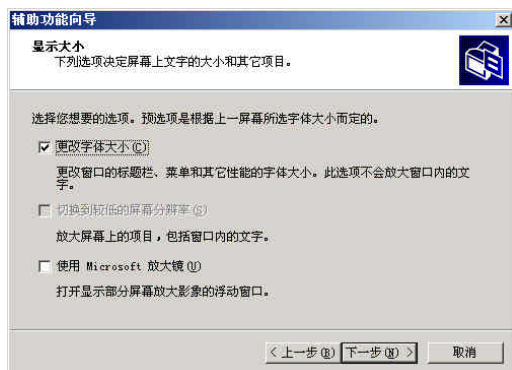 辅助功能向导
显示大小
下列选项决定屏幕上文字的大小和其它项目。
选择您想要的选项。预选项是根据上一屏幕所选字体大小而定的。
更改字体大小(C)
更改窗口的标题栏、菜单和其它性能的字体大小。此选项不会放大窗口内的文
字。
切换到较低的屏幕分辨率(S)
放大屏幕上的项目，包括窗口内的文字。
使用 Microsoft 放大镜(U)
打开显示部分屏幕放大影象的浮动窗口。
< 上一步(B) 下一步(N) > 取消